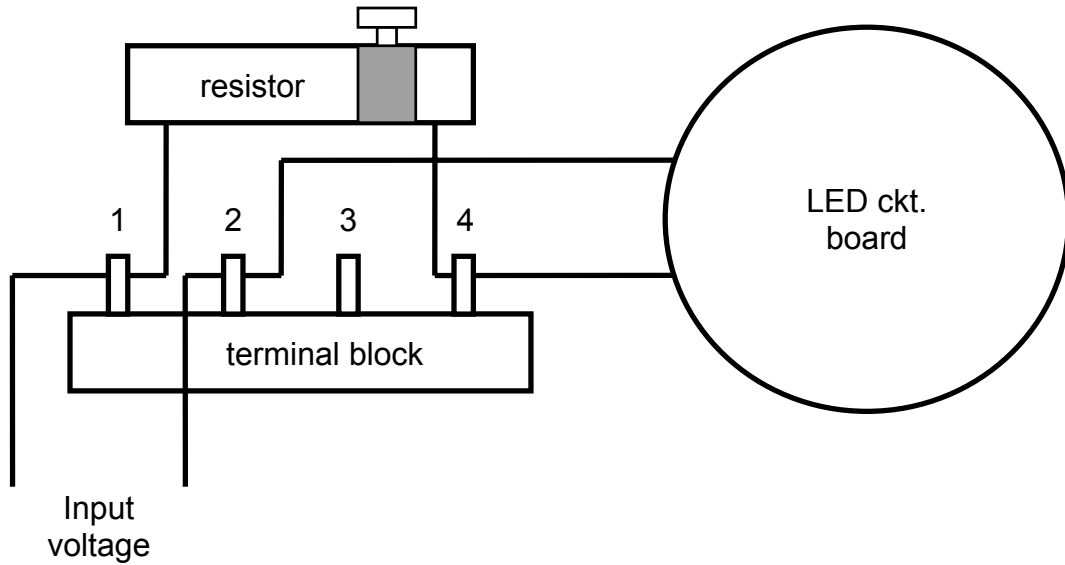 resistor
1 2 3 4
LED ckt.
board
terminal block
Input
voltage